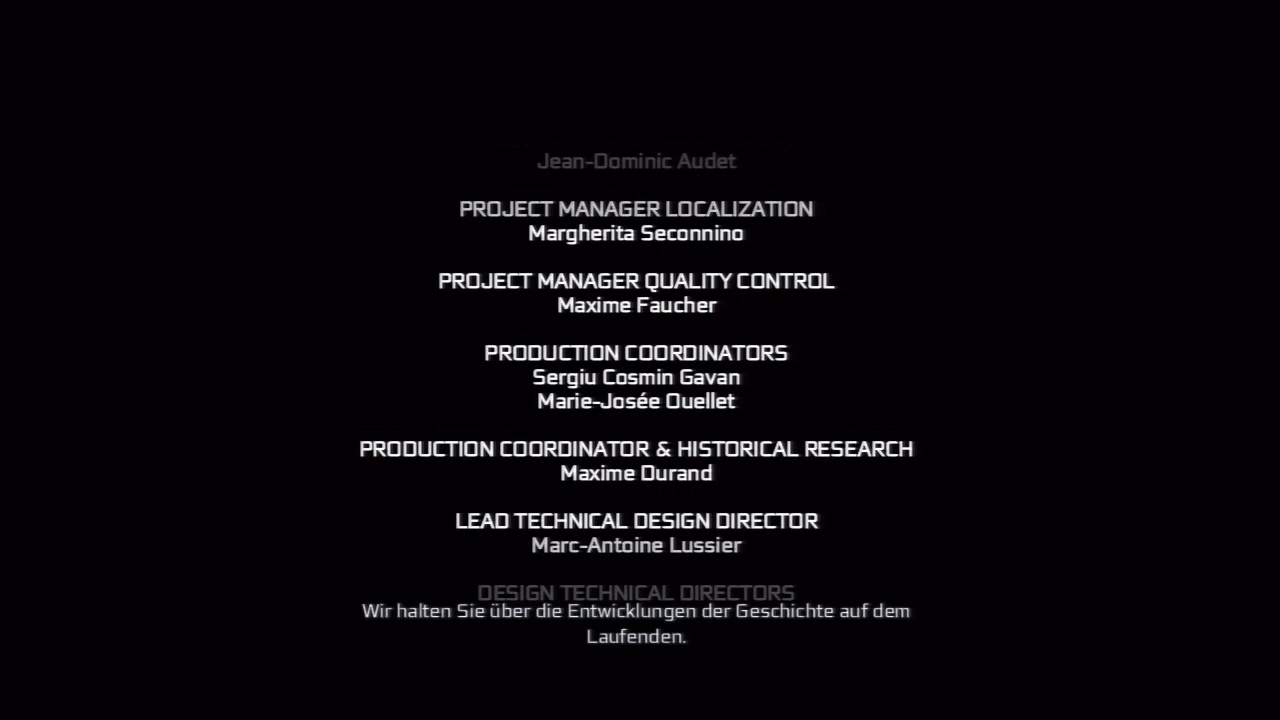 Jean-Dominic Audet
PROJECT MANAGER LOCALIZATION
Margherita Seconnino
PROJECT MANAGER QUALITY CONTROL
Maxime Faucher
PRODUCTION COORDINATORS
Sergiu Cosmin Gavan
Marie-Josée Ouellet
PRODUCTION COORDINATOR & HISTORICAL RESEARCH
Maxime Durand
LEAD TECHNICAL DESIGN DIRECTOR
Marc-Antoine Lussier
DESIGN TECHNICAL DIRECTORS
Wir halten Sie über die Entwicklungen der Geschichte auf dem
Laufenden.